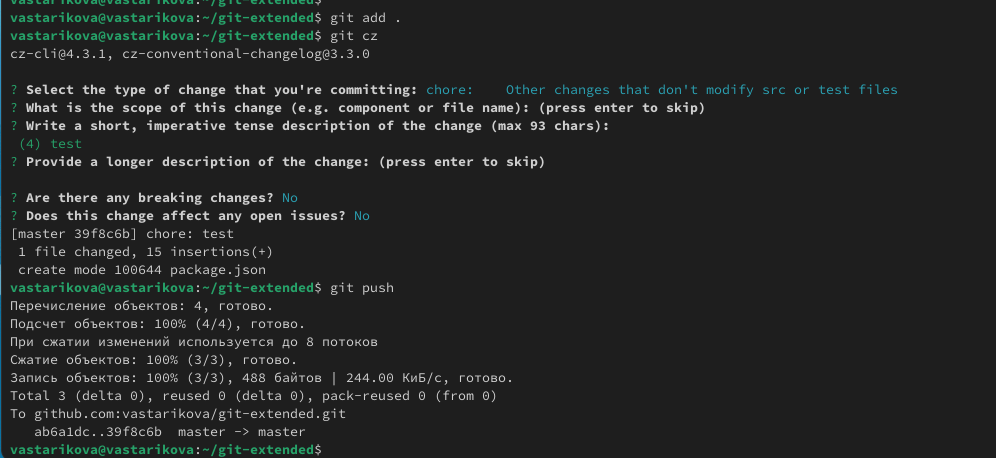 vastarikova@vastarikova:~/git-extended$
vastarikova@vastarikova:~/git-extended$ git add .
vastarikova@vastarikova:~/git-extended$ git cz
cz-cli@4.3.1, cz-conventional-changelog@3.3.0
? Select the type of change that you're committing: chore:    Other changes that don't modify src or test files
? What is the scope of this change (e.g. component or file name): (press enter to skip)
? Write a short, imperative tense description of the change (max 93 chars):
(4) test
? Provide a longer description of the change: (press enter to skip)
? Are there any breaking changes? No
? Does this change affect any open issues? No
[master 39f8c6b] chore: test
1 file changed, 15 insertions(+)
create mode 100644 package.json
vastarikova@vastarikova:~/git-extended$ git push
Перечисление объектов: 4, готово.
Подсчет объектов: 100% (4/4), готово.
При сжатии изменений используется до 8 потоков
Сжатие объектов: 100% (3/3), готово.
Запись объектов: 100% (3/3), 488 байтов | 244.00 КиБ/с, готово.
Total 3 (delta 0), reused 0 (delta 0), pack-reused 0 (from 0)
To github.com:vastarikova/git-extended.git
ab6a1dc..39f8c6b  master -> master
vastarikova@vastarikova:~/git-extended$